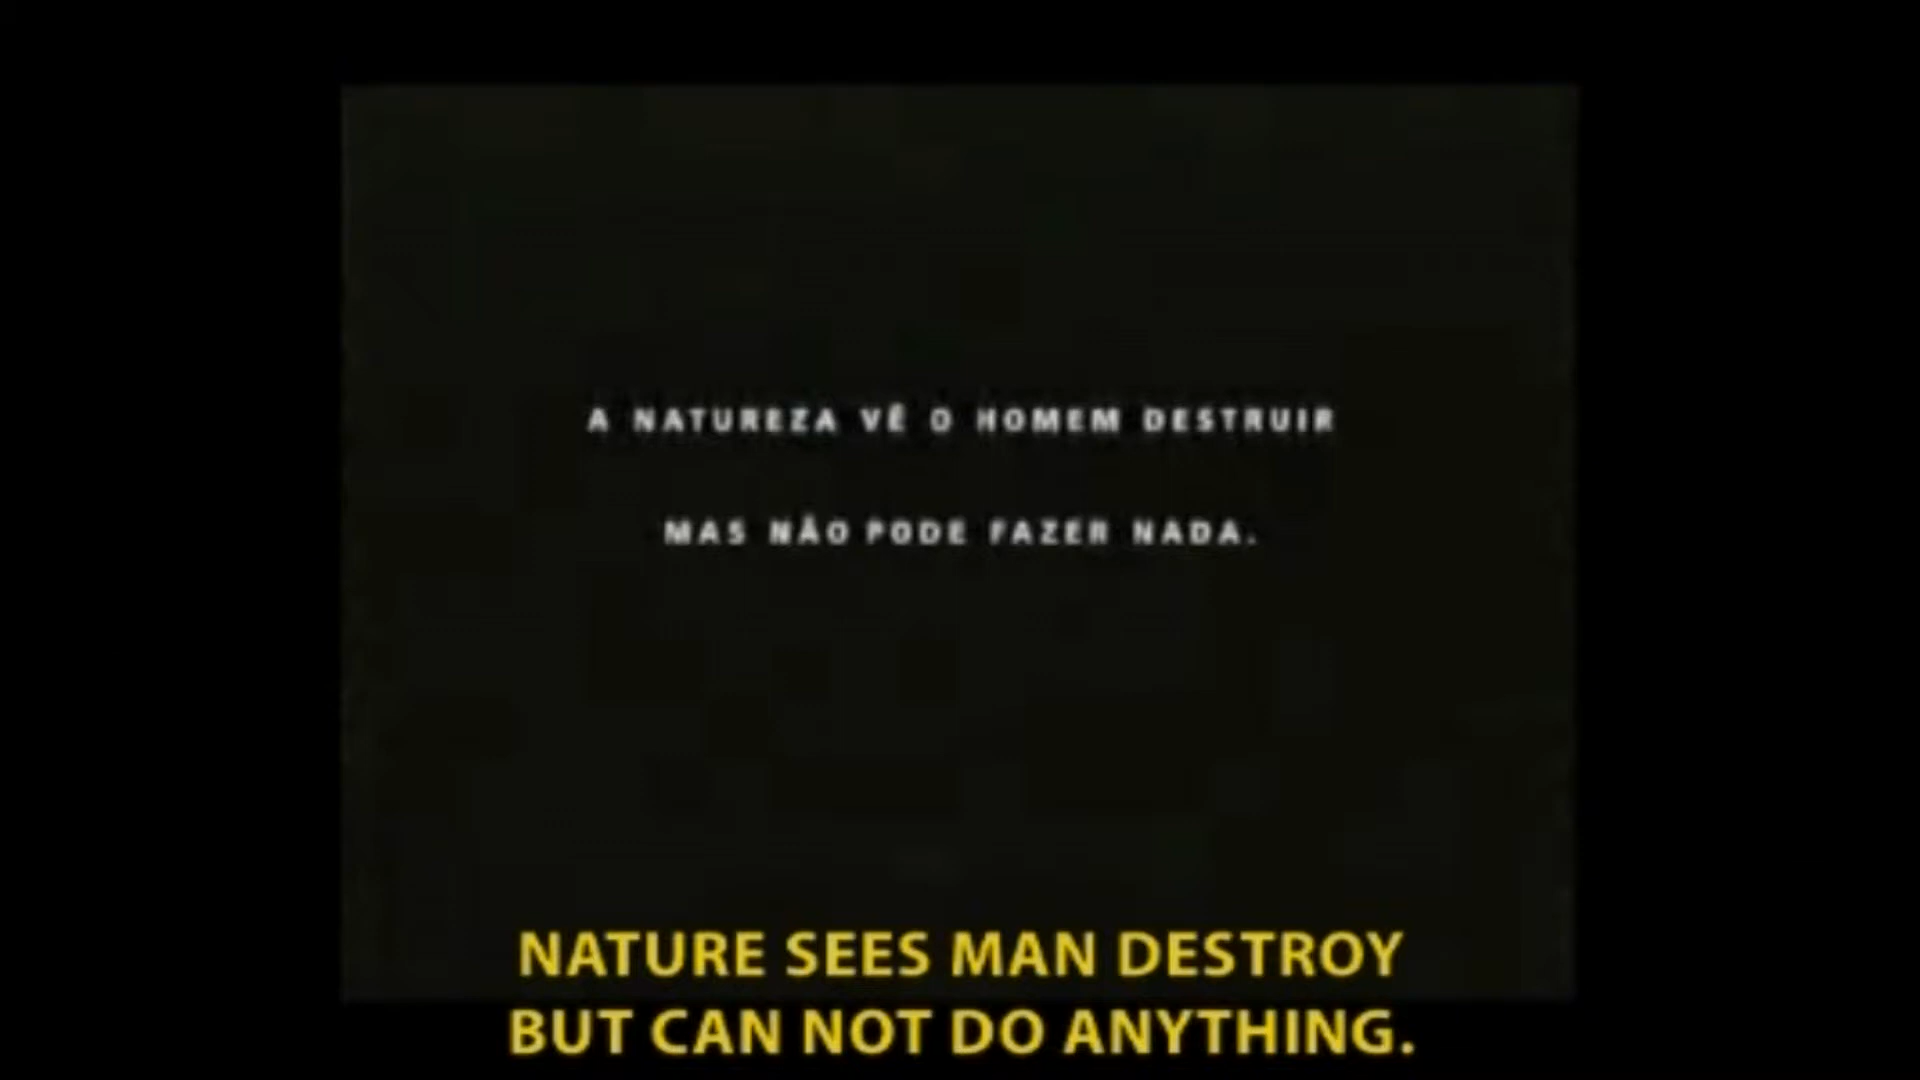 A NATUREZA VÊ O HOMEM DESTRUIR
MAS NÃO PODE FAZER NADA.
NATURE SEES MAN DESTROY
BUT CAN NOT DO ANYTHING.